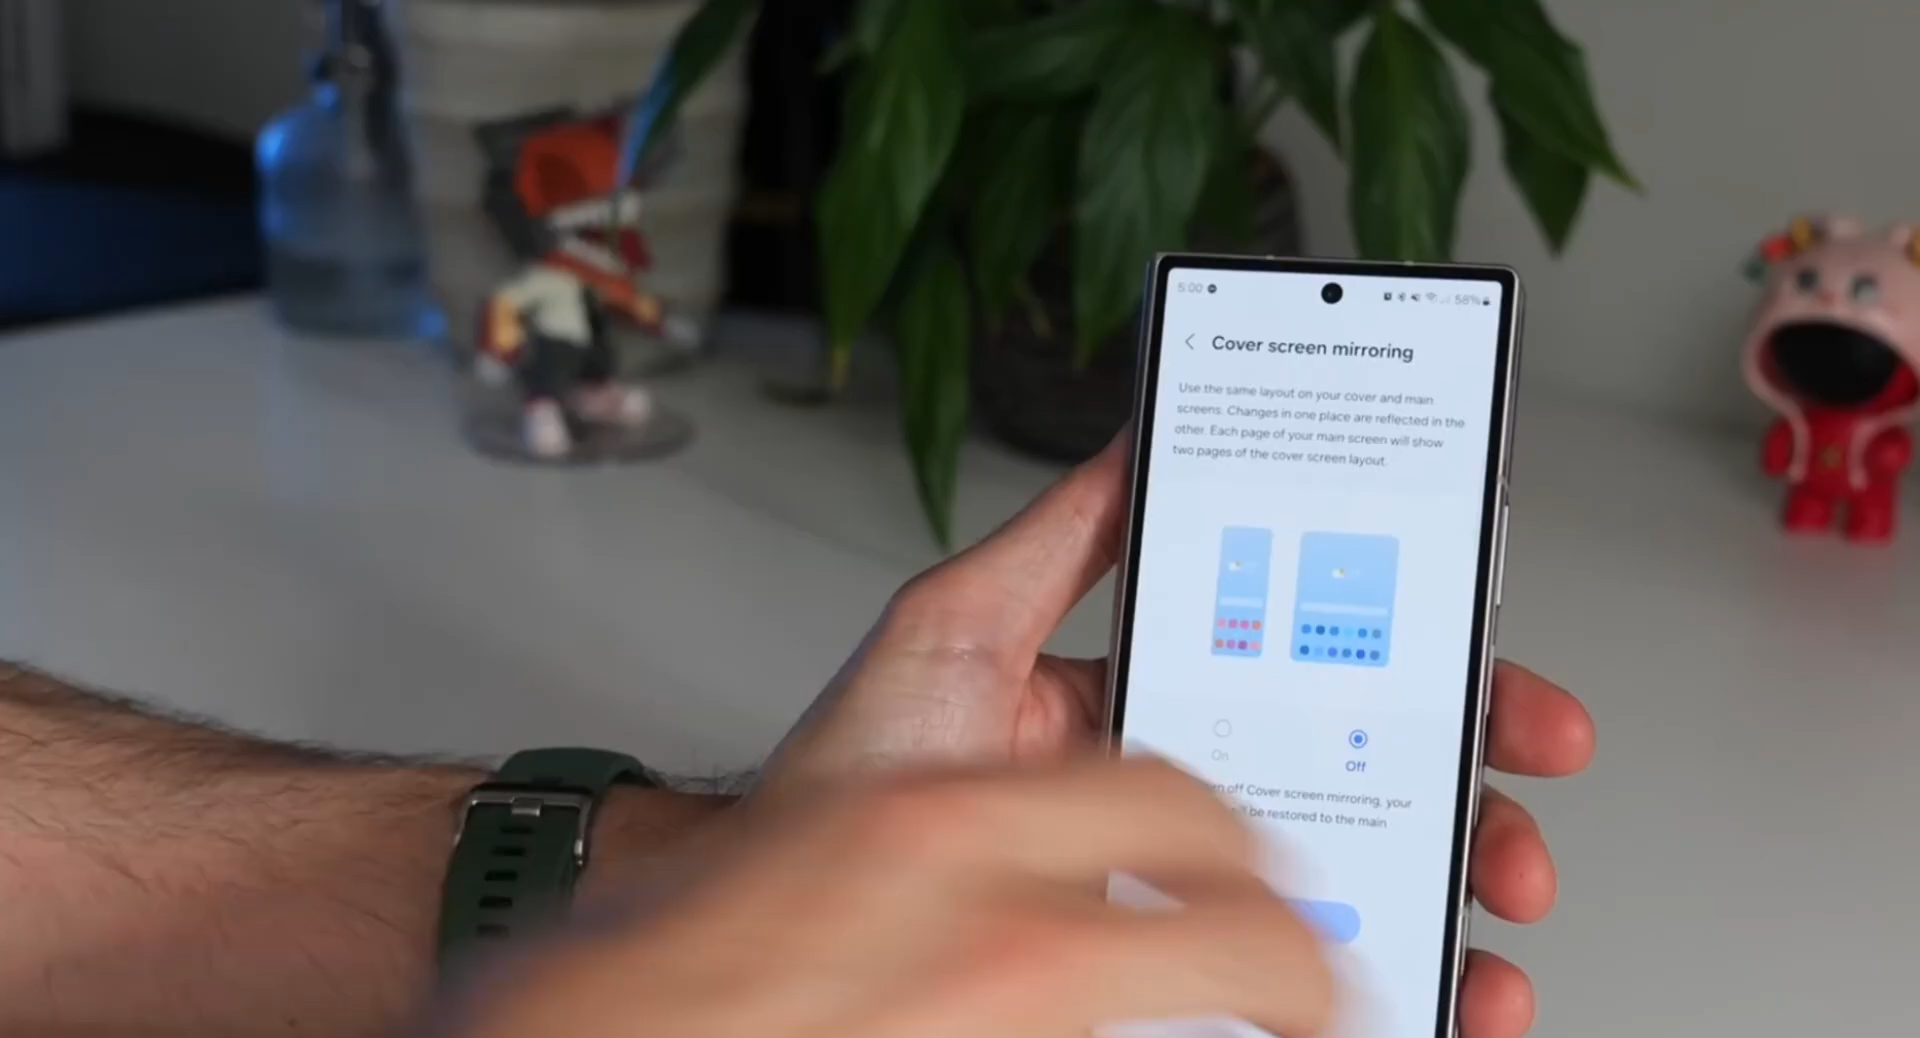 5:00
58%
Cover screen mirroring
Use the same layout on your cover and main
screens. Changes in one place are reflected in the
other. Each page of your main screen will show
two pages of the cover screen layout.
On
Off
off Cover screen mirroring, your
be restored to the main